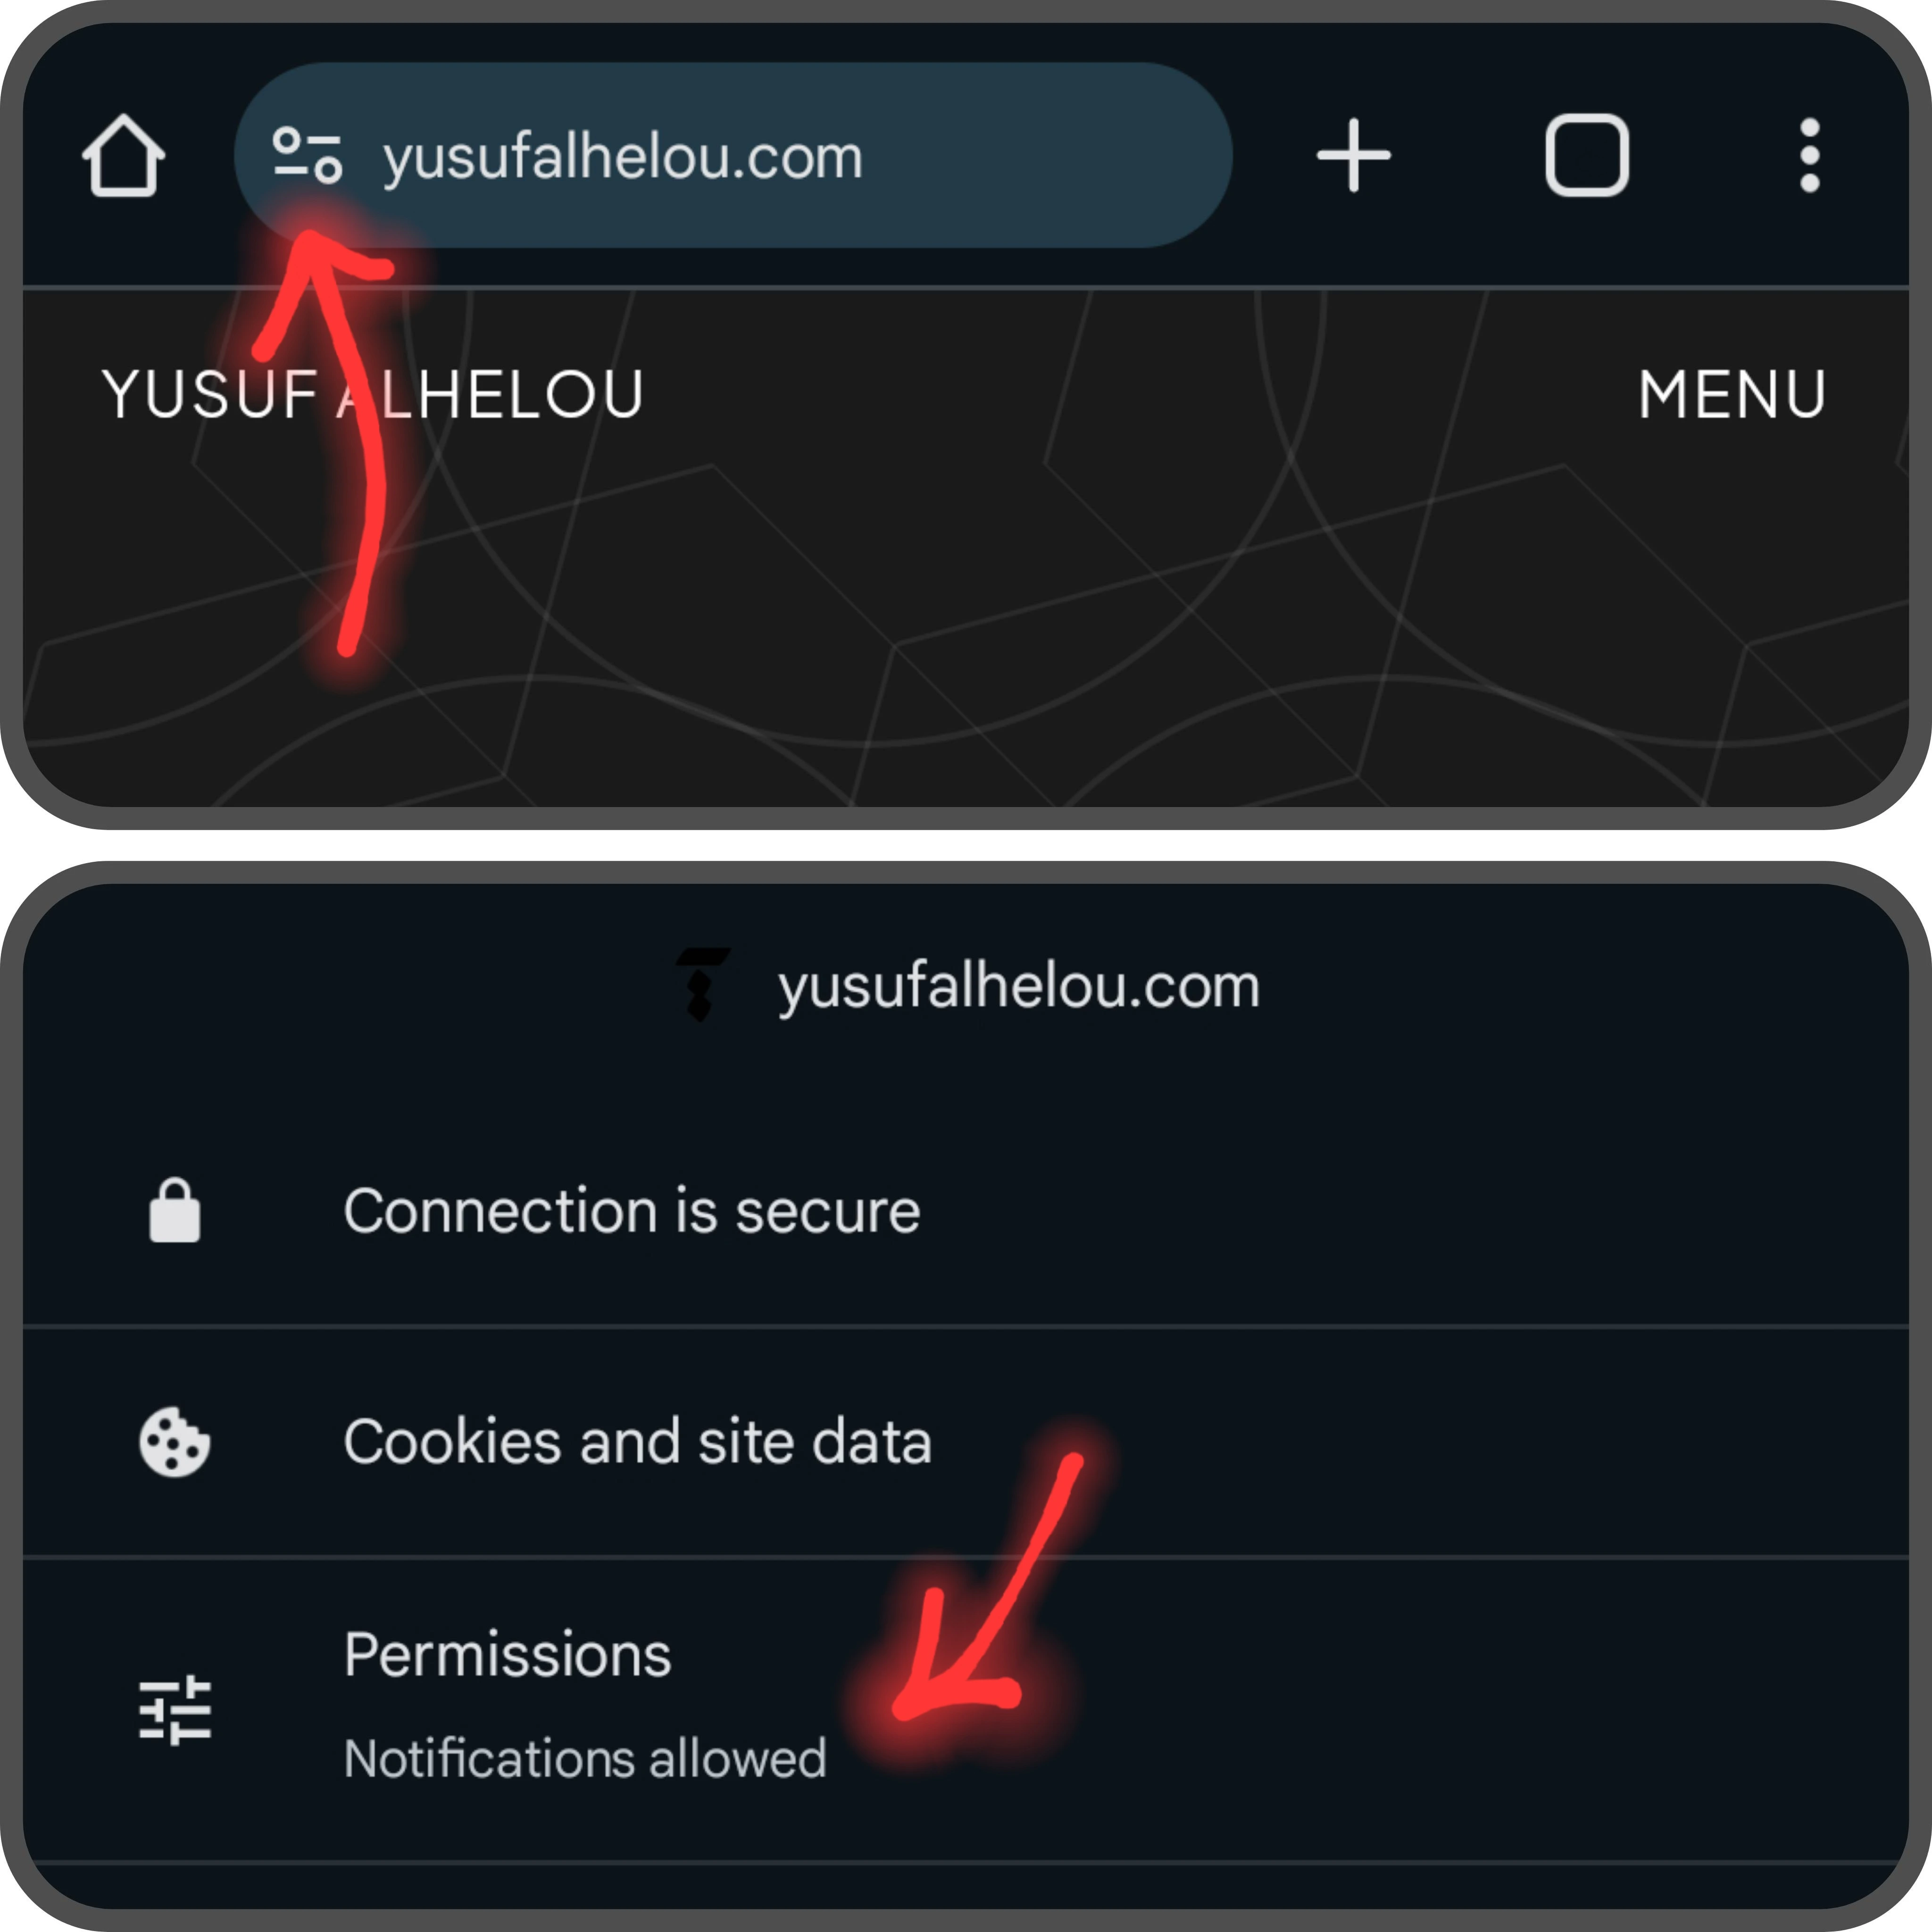 yusufalhelou.com
YUSUF ALHELOU
MENU
yusufalhelou.com
Connection is secure
Cookies and site data
Permissions
Notifications allowed